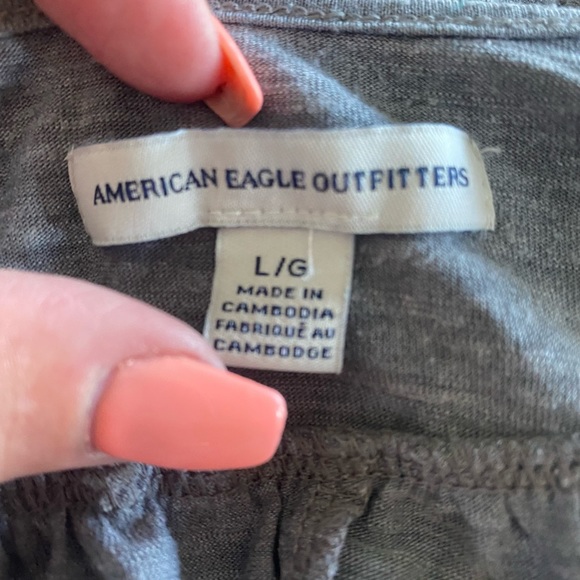 AMERICAN EAGLE OUTFITTERS
L/G
MADE IN
CAMBODIA
FABRIQUÉ AU
CAMBODGE